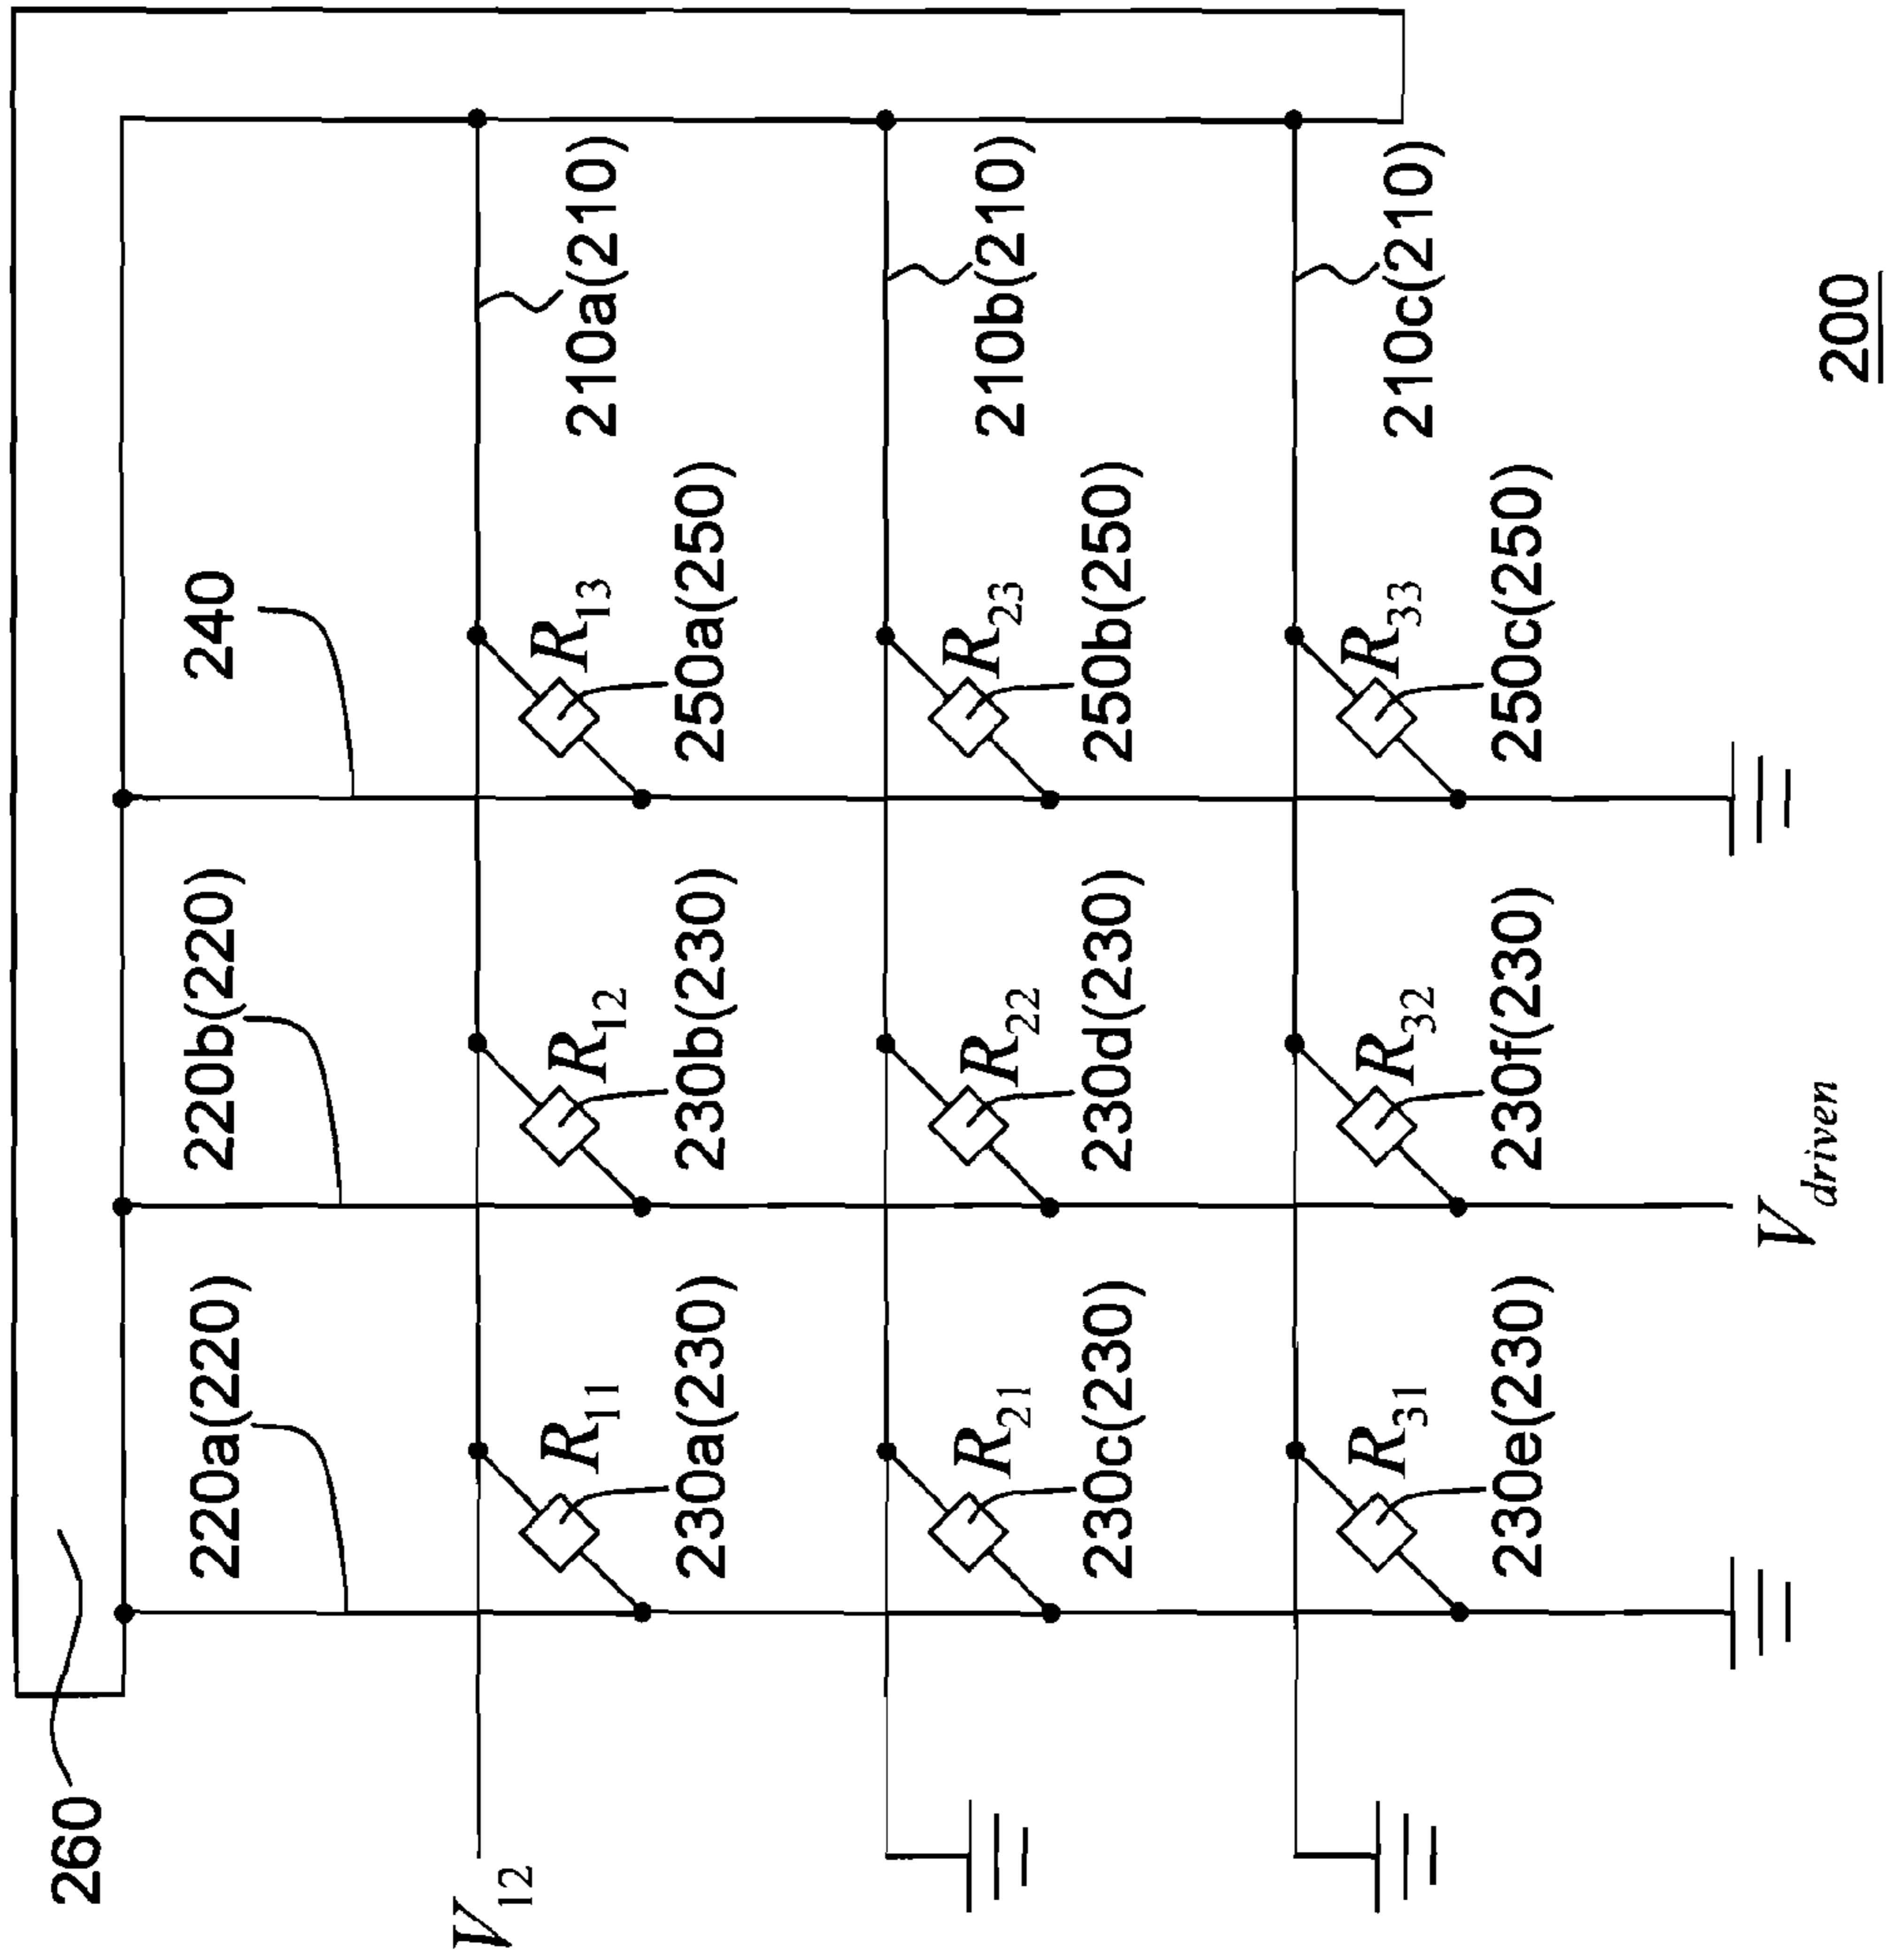 260
220a(220)
220b(220)
240
V12
R11
R12
R13
210a(210)
230a(230)
230b(230)
250a(250)
R21
R22
R23
210b(210)
230c(230)
230d(230)
250b(250)
R31
R32
R33
210c(210)
230e(230)
230f(230)
250c(250)
Vdriven
200